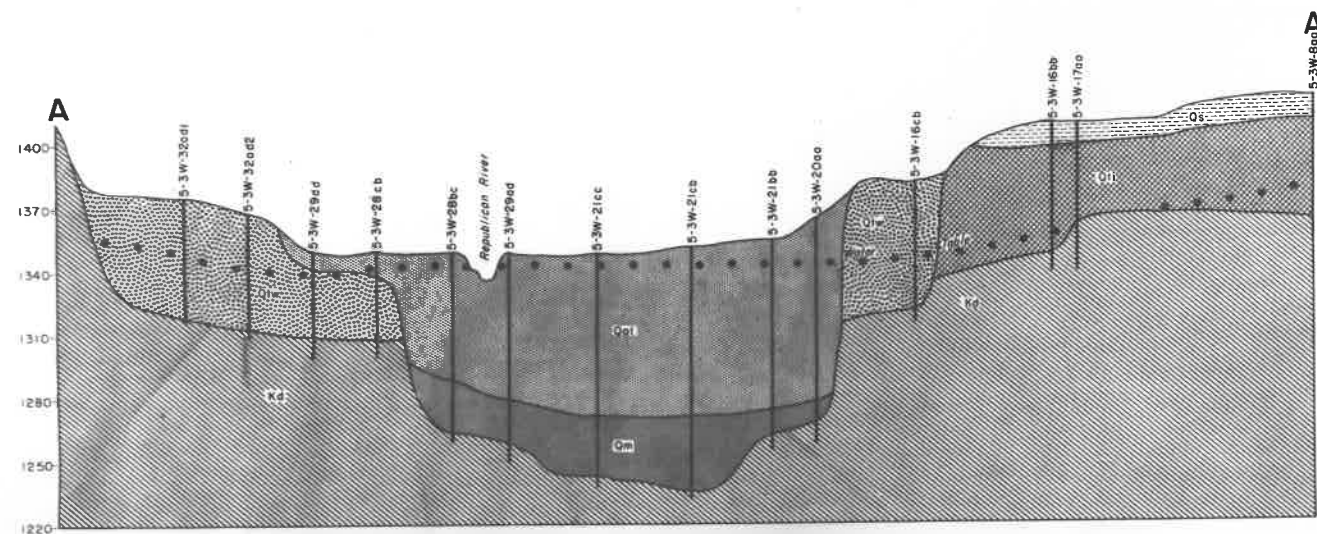 A
A
5-3W-8aa
5-3W-16bb
5-3W-17aa
5-3W-16cb
5-3W-20aa
5-3W-21bb
5-3W-21cb
5-3W-21cc
5-3W-29ad
Republican River
5-3W-28bc
5-3W-28cb
5-3W-29dd
5-3W-32ad2
5-3W-32ad1
1400
1370
1340
1310
1280
1250
1220
Qs
Kd
Kd
Qal
Qm